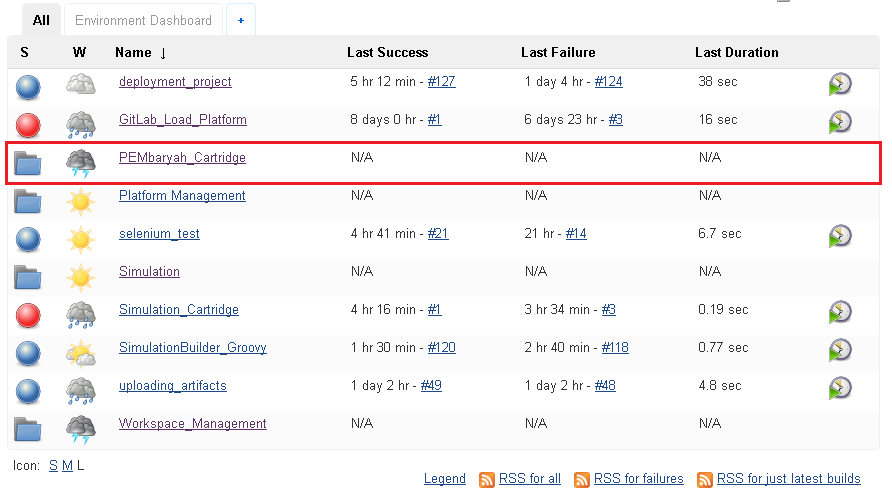 All Environment Dashboard +
S W Name ↓ Last Success Last Failure Last Duration
deployment_project 5 hr 12 min - #127 1 day 4 hr - #124 38 sec
GitLab_Load_Platform 8 days 0 hr - #1 6 days 23 hr - #3 16 sec
PEMbaryah_Cartridge N/A N/A N/A
Platform Management N/A N/A N/A
selenium_test 4 hr 41 min - #21 21 hr - #14 6.7 sec
Simulation N/A N/A N/A
Simulation_Cartridge 4 hr 16 min - #1 3 hr 34 min - #3 0.19 sec
SimulationBuilder_Groovy 1 hr 30 min - #120 2 hr 40 min - #118 0.77 sec
uploading_artifacts 1 day 2 hr - #49 1 day 2 hr - #48 4.8 sec
Workspace_Management N/A N/A N/A
Icon: S M L
Legend RSS for all RSS for failures RSS for just latest builds